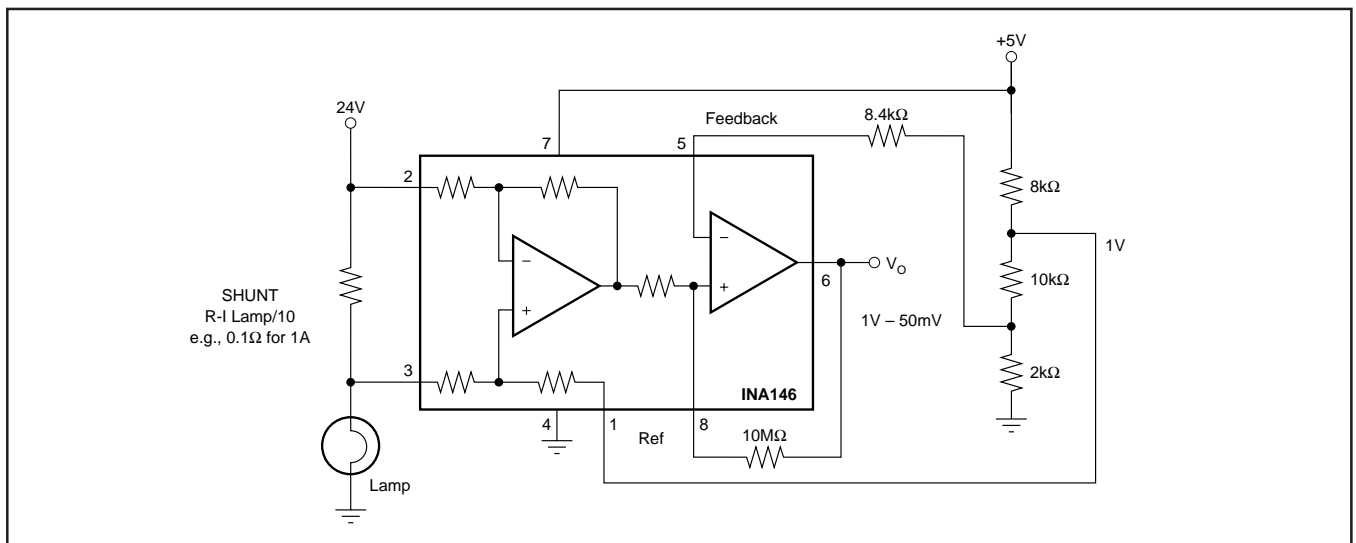 +5V
24V
7
Feedback
5
8.4kΩ
2
8kΩ
1V
−
−
+
+
VO
6
10kΩ
SHUNT
R-I Lamp/10
e.g., 0.1Ω for 1A
1V – 50mV
3
2kΩ
INA146
4
1
Ref
8
10MΩ
Lamp